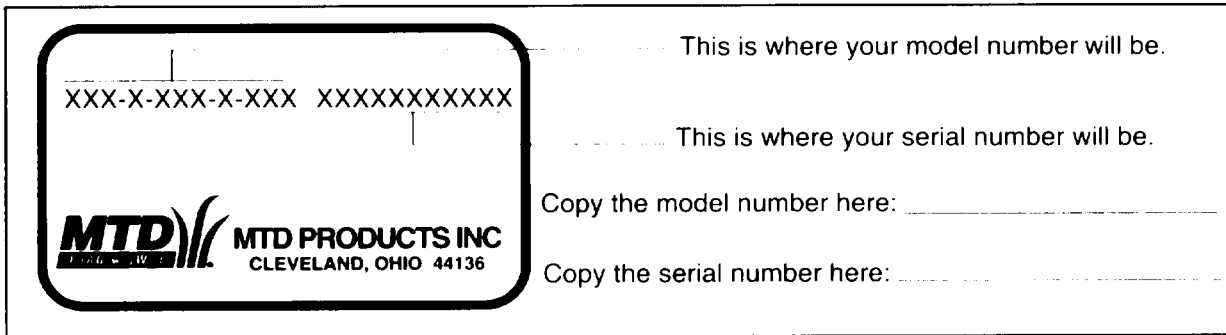 This is where your model number will be.
XXX-X-XXX-X-XXX XXXXXXXXXXX
This is where your serial number will be.
Copy the model number here:
MTD
MTD PRODUCTS INC
CLEVELAND, OHIO 44136
Copy the serial number here: